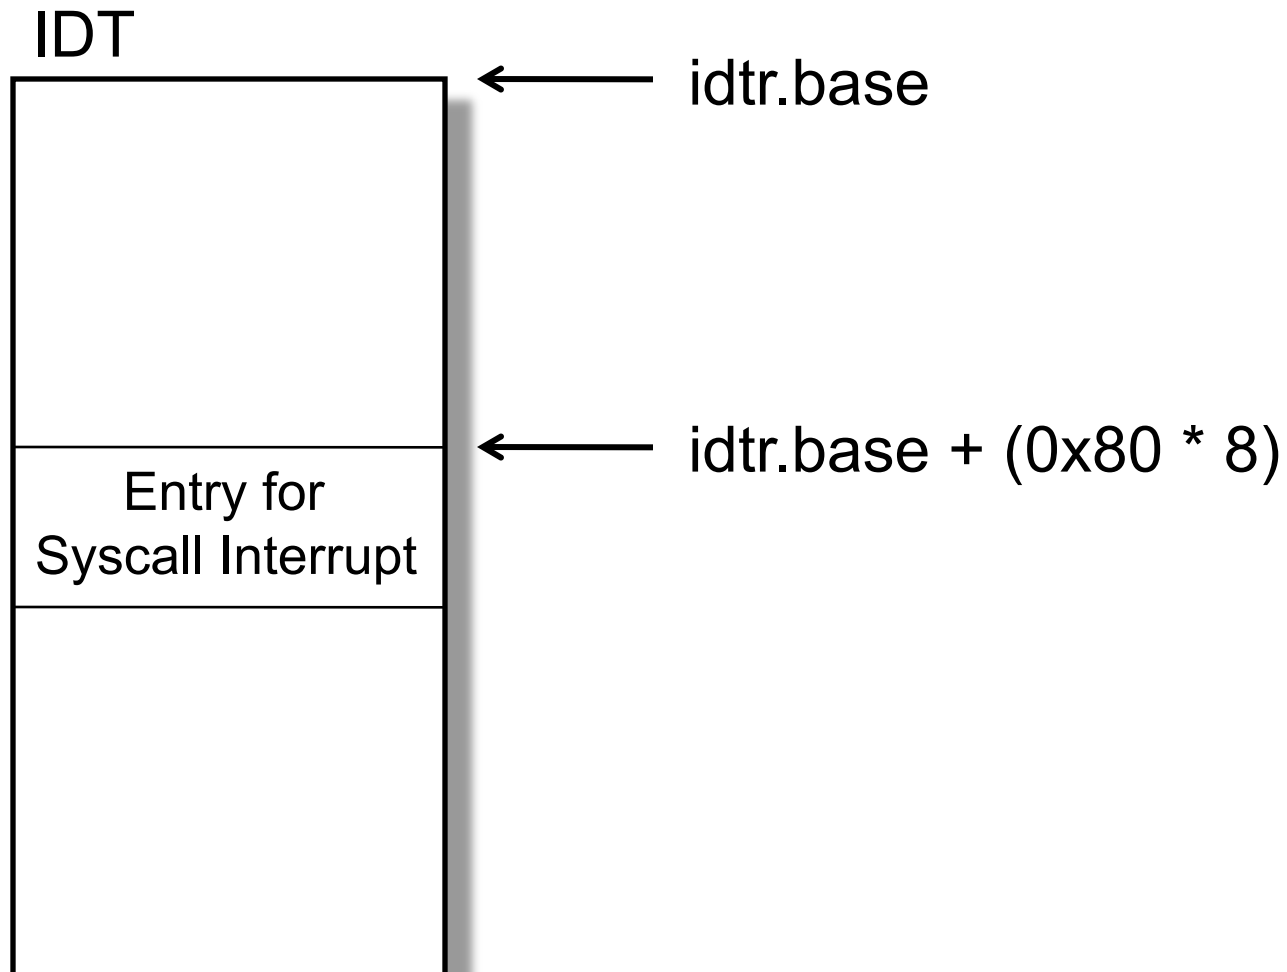 IDT
idtr.base
idtr.base + (0x80 * 8)
Entry for
Syscall Interrupt